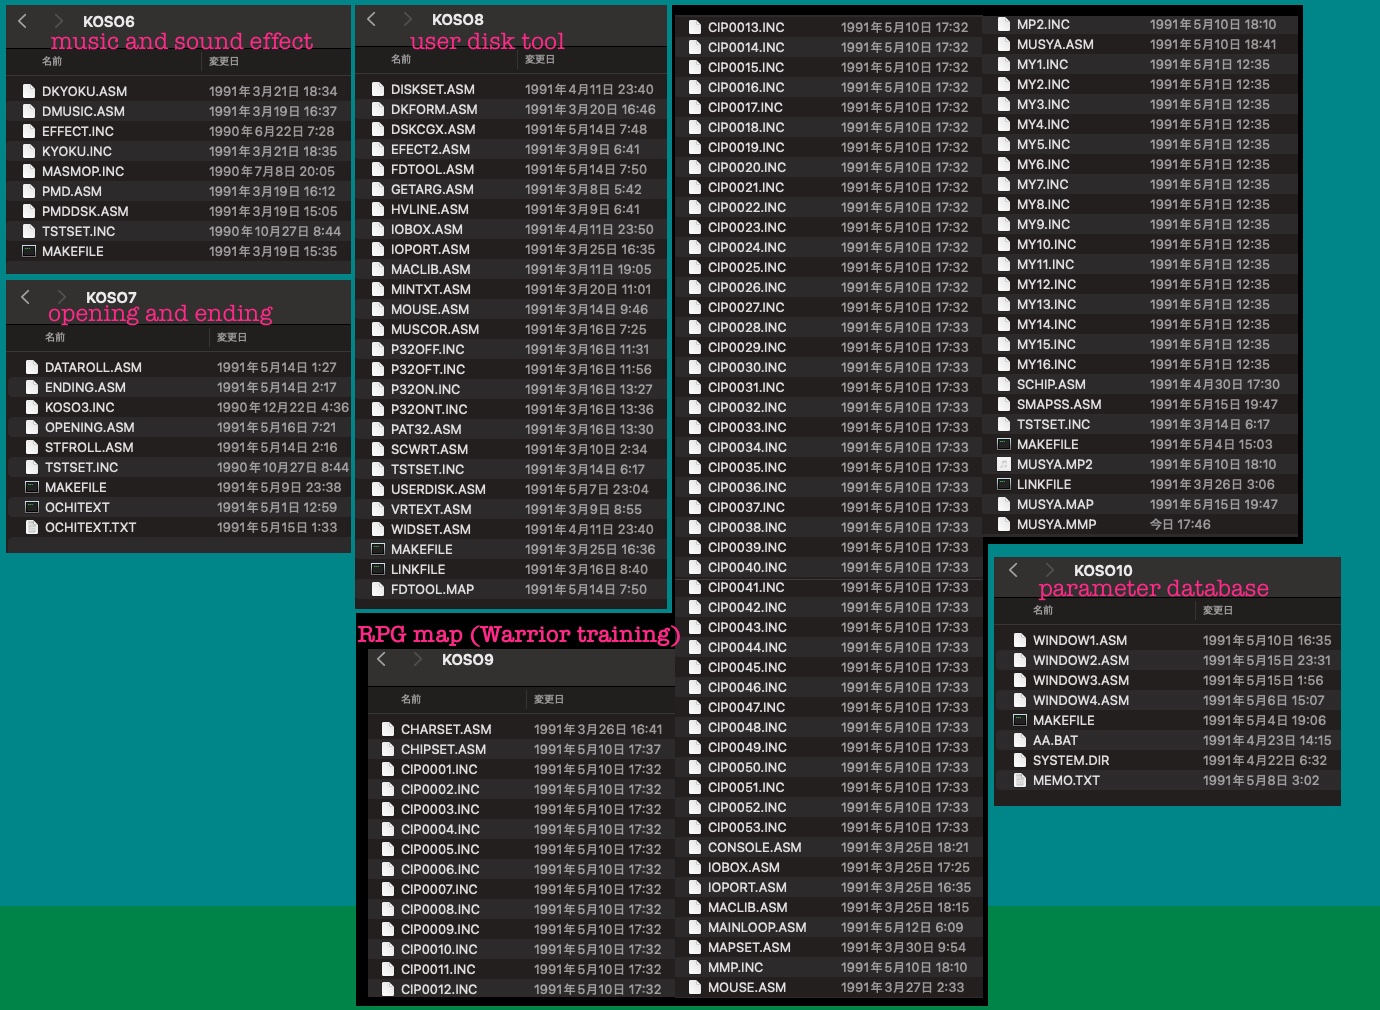 KOSO6
music and sound effect
名前 変更日
DKYOKU.ASM 1991年3月21日 18:34
DMUSIC.ASM 1991年3月19日 16:37
EFFECT.INC 1990年6月22日 7:28
KYOKU.INC 1991年3月21日 18:35
MASMOP.INC 1990年7月8日 20:05
PMD.ASM 1991年3月19日 16:12
PMDDSK.ASM 1991年3月19日 15:05
TSTSET.INC 1990年10月27日 8:44
MAKEFILE 1991年3月19日 15:35
KOSO7
opening and ending
名前 変更日
DATAROLL.ASM 1991年5月14日 1:27
ENDING.ASM 1991年5月14日 2:17
KOSO3.INC 1990年12月22日 4:36
OPENING.ASM 1991年5月16日 7:21
STFROLL.ASM 1991年5月14日 2:16
TSTSET.INC 1990年10月27日 8:44
MAKEFILE 1991年5月9日 23:38
OCHITEXT 1991年5月1日 12:59
OCHITEXT.TXT 1991年5月15日 1:33
KOSO8
user disk tool
名前 変更日
DISKSET.ASM 1991年4月11日 23:40
DKFORM.ASM 1991年3月20日 16:46
DSKCGX.ASM 1991年5月14日 7:48
EFECT2.ASM 1991年3月9日 6:41
FDTOOL.ASM 1991年5月14日 7:50
GETARG.ASM 1991年3月8日 5:42
HVLINE.ASM 1991年3月9日 6:41
IOBOX.ASM 1991年4月11日 23:50
IOPORT.ASM 1991年3月25日 16:35
MACLIB.ASM 1991年3月11日 19:05
MINTXT.ASM 1991年3月20日 11:01
MOUSE.ASM 1991年3月14日 9:46
MUSCOR.ASM 1991年3月16日 7:25
P32OFF.INC 1991年3月16日 11:31
P32OFT.INC 1991年3月16日 11:56
P32ON.INC 1991年3月16日 13:27
P32ONT.INC 1991年3月16日 13:36
PAT32.ASM 1991年3月16日 13:30
SCWRT.ASM 1991年3月10日 2:34
TSTSET.INC 1991年3月14日 6:17
USERDISK.ASM 1991年5月7日 23:04
VRTEXT.ASM 1991年3月9日 8:55
WIDSET.ASM 1991年4月11日 23:40
MAKEFILE 1991年3月25日 16:36
LINKFILE 1991年3月16日 8:40
FDTOOL.MAP 1991年5月14日 7:50
RPG map (Warrior training)
KOSO9
名前 変更日
CHARSET.ASM 1991年3月26日 16:41
CHIPSET.ASM 1991年5月10日 17:37
CIP0001.INC 1991年5月10日 17:32
CIP0002.INC 1991年5月10日 17:32
CIP0003.INC 1991年5月10日 17:32
CIP0004.INC 1991年5月10日 17:32
CIP0005.INC 1991年5月10日 17:32
CIP0006.INC 1991年5月10日 17:32
CIP0007.INC 1991年5月10日 17:32
CIP0008.INC 1991年5月10日 17:32
CIP0009.INC 1991年5月10日 17:32
CIP0010.INC 1991年5月10日 17:32
CIP0011.INC 1991年5月10日 17:32
CIP0012.INC 1991年5月10日 17:32
CIP0013.INC 1991年5月10日 17:32
CIP0014.INC 1991年5月10日 17:32
CIP0015.INC 1991年5月10日 17:32
CIP0016.INC 1991年5月10日 17:32
CIP0017.INC 1991年5月10日 17:32
CIP0018.INC 1991年5月10日 17:32
CIP0019.INC 1991年5月10日 17:32
CIP0020.INC 1991年5月10日 17:32
CIP0021.INC 1991年5月10日 17:32
CIP0022.INC 1991年5月10日 17:32
CIP0023.INC 1991年5月10日 17:32
CIP0024.INC 1991年5月10日 17:32
CIP0025.INC 1991年5月10日 17:32
CIP0026.INC 1991年5月10日 17:32
CIP0027.INC 1991年5月10日 17:32
CIP0028.INC 1991年5月10日 17:33
CIP0029.INC 1991年5月10日 17:33
CIP0030.INC 1991年5月10日 17:33
CIP0031.INC 1991年5月10日 17:33
CIP0032.INC 1991年5月10日 17:33
CIP0033.INC 1991年5月10日 17:33
CIP0034.INC 1991年5月10日 17:33
CIP0035.INC 1991年5月10日 17:33
CIP0036.INC 1991年5月10日 17:33
CIP0037.INC 1991年5月10日 17:33
CIP0038.INC 1991年5月10日 17:33
CIP0039.INC 1991年5月10日 17:33
CIP0040.INC 1991年5月10日 17:33
CIP0041.INC 1991年5月10日 17:33
CIP0042.INC 1991年5月10日 17:33
CIP0043.INC 1991年5月10日 17:33
CIP0044.INC 1991年5月10日 17:33
CIP0045.INC 1991年5月10日 17:33
CIP0046.INC 1991年5月10日 17:33
CIP0047.INC 1991年5月10日 17:33
CIP0048.INC 1991年5月10日 17:33
CIP0049.INC 1991年5月10日 17:33
CIP0050.INC 1991年5月10日 17:33
CIP0051.INC 1991年5月10日 17:33
CIP0052.INC 1991年5月10日 17:33
CIP0053.INC 1991年5月10日 17:33
CONSOLE.ASM 1991年3月25日 18:21
IOBOX.ASM 1991年3月25日 17:25
IOPORT.ASM 1991年3月25日 16:35
MACLIB.ASM 1991年3月25日 18:15
MAINLOOP.ASM 1991年5月12日 6:09
MAPSET.ASM 1991年3月30日 9:54
MMP.INC 1991年5月10日 18:10
MOUSE.ASM 1991年3月27日 2:33
MP2.INC 1991年5月10日 18:10
MUSYA.ASM 1991年5月10日 18:41
MY1.INC 1991年5月1日 12:35
MY2.INC 1991年5月1日 12:35
MY3.INC 1991年5月1日 12:35
MY4.INC 1991年5月1日 12:35
MY5.INC 1991年5月1日 12:35
MY6.INC 1991年5月1日 12:35
MY7.INC 1991年5月1日 12:35
MY8.INC 1991年5月1日 12:35
MY9.INC 1991年5月1日 12:35
MY10.INC 1991年5月1日 12:35
MY11.INC 1991年5月1日 12:35
MY12.INC 1991年5月1日 12:35
MY13.INC 1991年5月1日 12:35
MY14.INC 1991年5月1日 12:35
MY15.INC 1991年5月1日 12:35
MY16.INC 1991年5月1日 12:35
SCHIP.ASM 1991年4月30日 17:30
SMAPSS.ASM 1991年5月15日 19:47
TSTSET.INC 1991年3月14日 6:17
MAKEFILE 1991年5月4日 15:03
MUSYA.MP2 1991年5月10日 18:10
LINKFILE 1991年3月26日 3:06
MUSYA.MAP 1991年5月15日 19:47
MUSYA.MMP 今日 17:46
KOSO10
parameter database
名前 変更日
WINDOW1.ASM 1991年5月10日 16:35
WINDOW2.ASM 1991年5月15日 23:31
WINDOW3.ASM 1991年5月15日 1:56
WINDOW4.ASM 1991年5月6日 15:07
MAKEFILE 1991年5月4日 19:06
AA.BAT 1991年4月23日 14:15
SYSTEM.DIR 1991年4月22日 6:32
MEMO.TXT 1991年5月8日 3:02